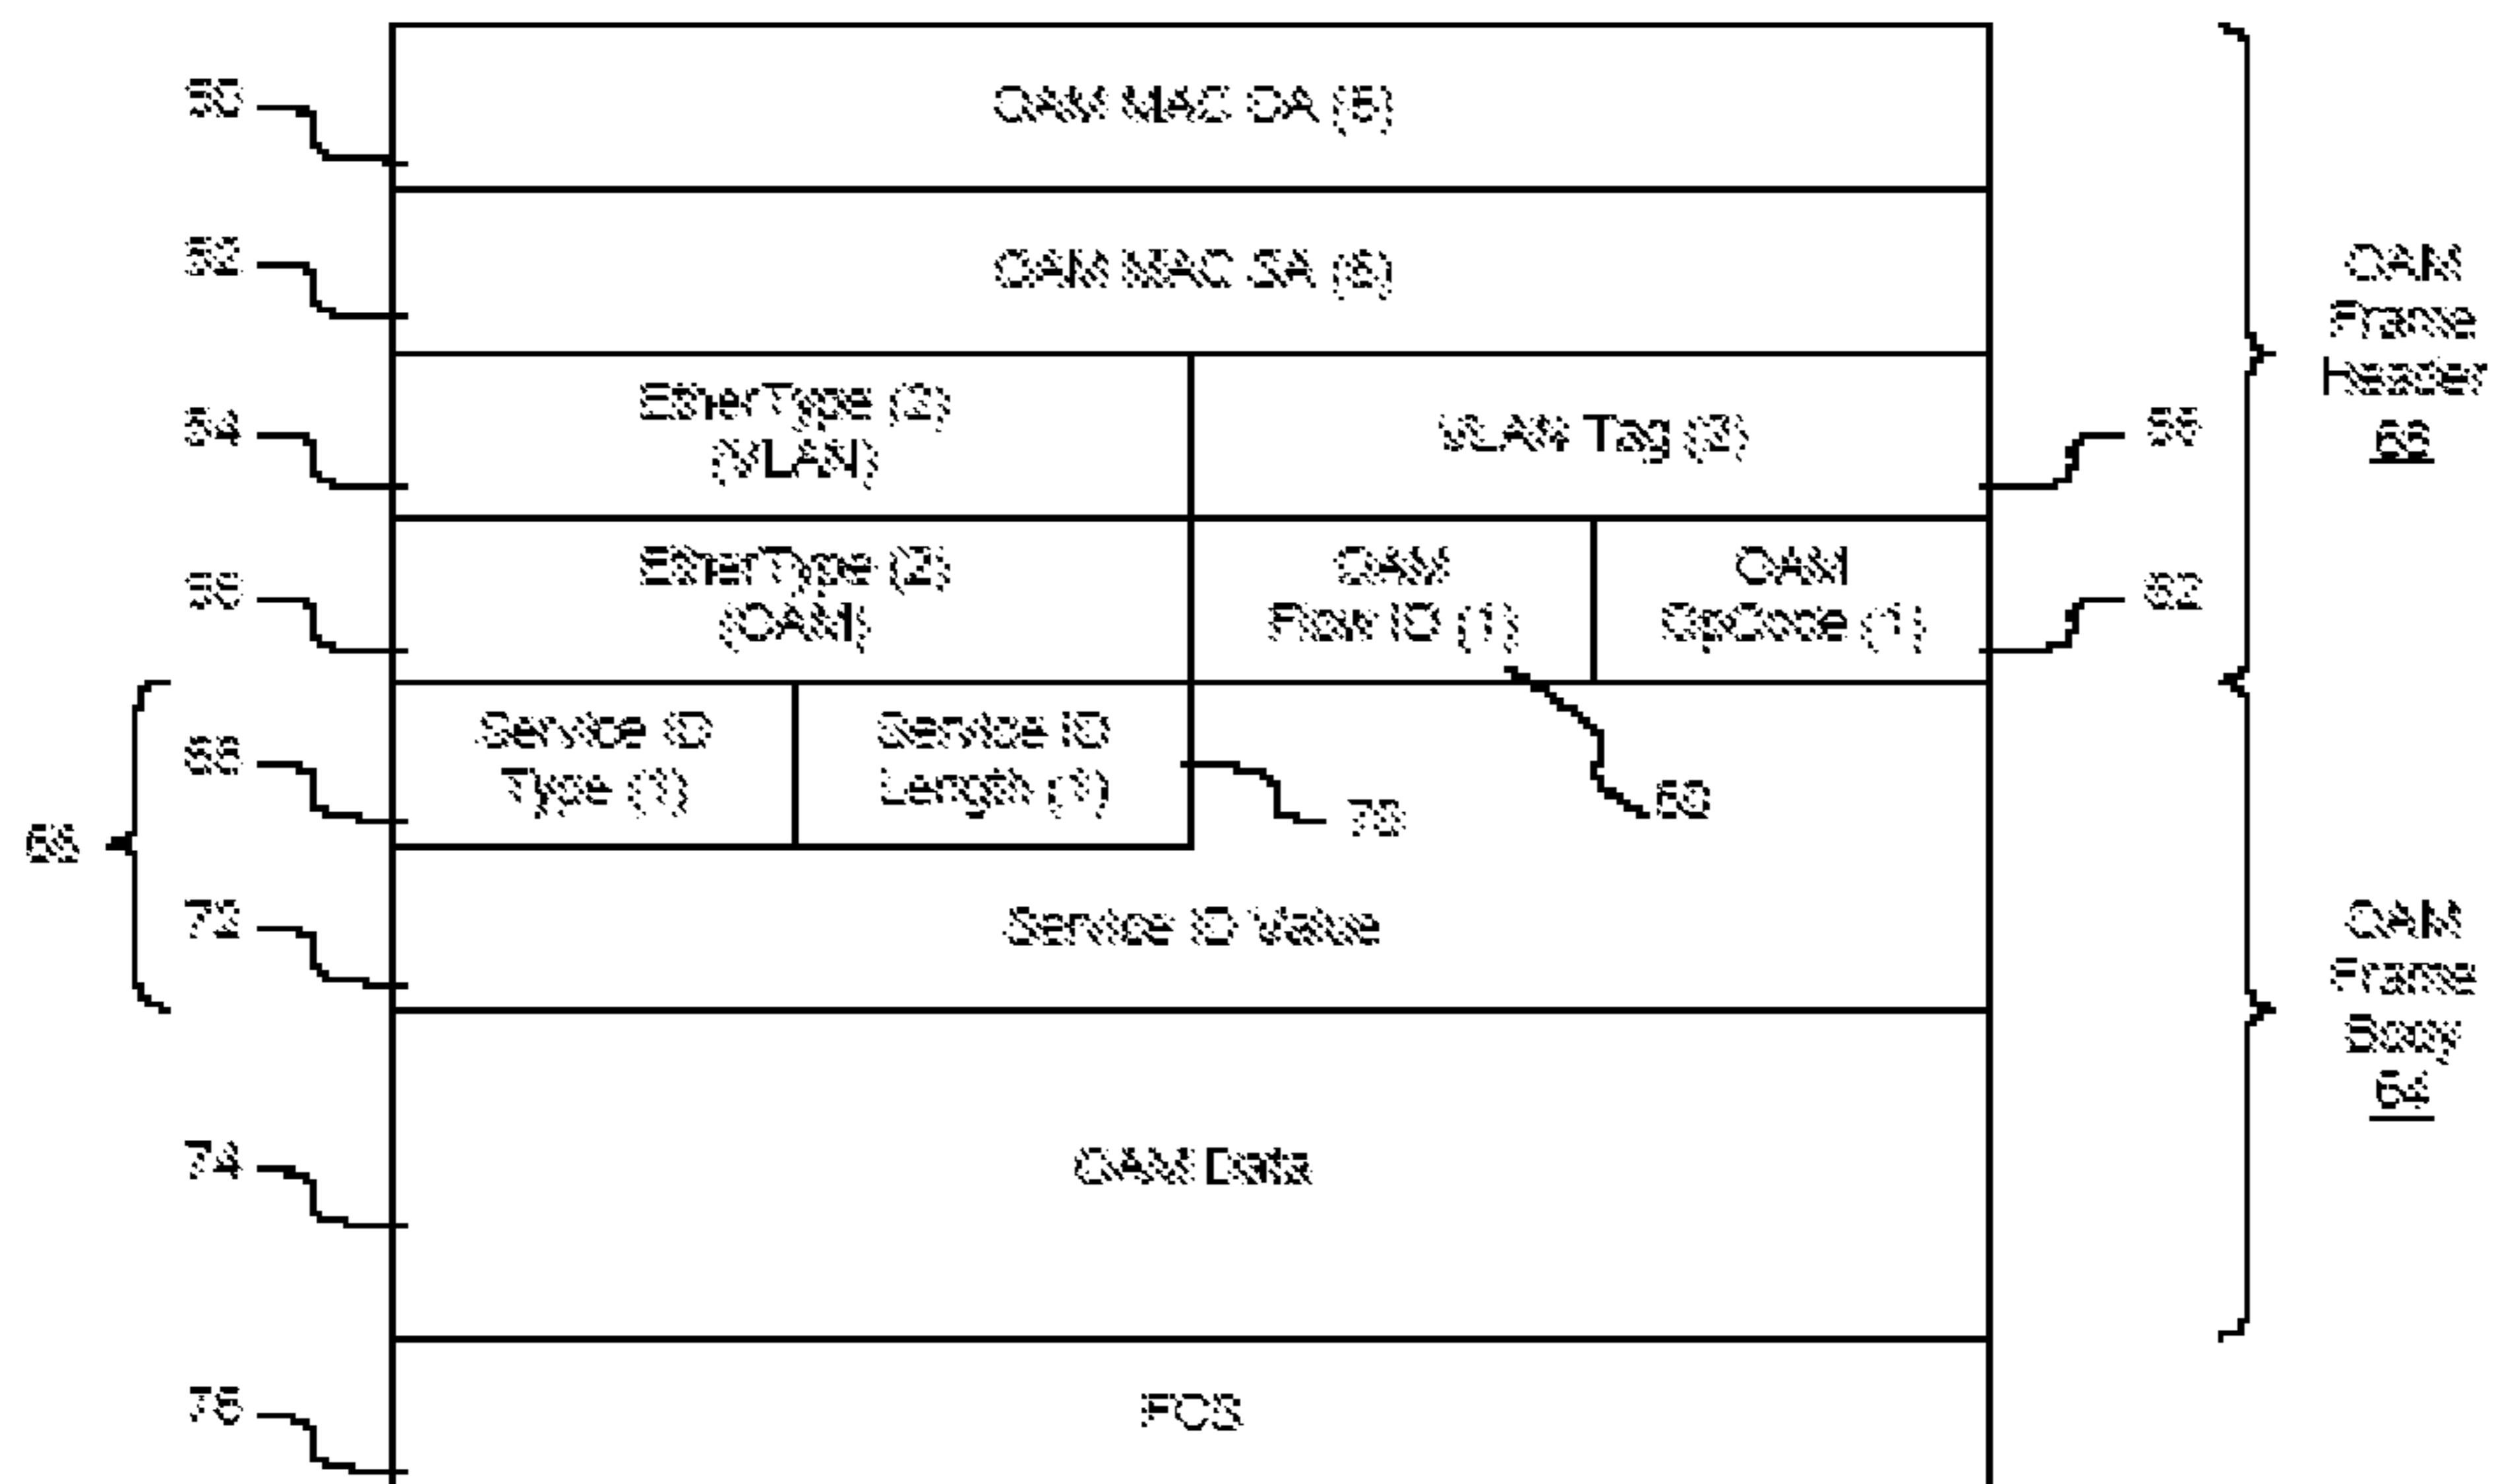 50
OAM MAC DA (6)
52
OAM MAC SA (6)
OAM
Frame
Header
54
EtherType (2)
(VLAN)
VLAN Tag (2)
56
58
EtherType (2)
(OAM)
OAM
Flow ID (1)
OAM
OpCode (1)
62
68
Service ID
Type (1)
Service ID
Length (1)
70
60
66
72
Service ID Value
OAM
Frame
Body
64
74
OAM Data
76
FCS